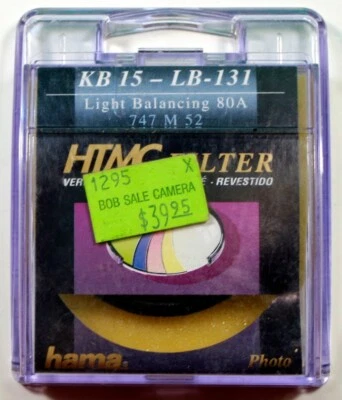 KB 15 – LB-131
Light Balancing 80A
747 M 52
HTMC FILTER
VER É - REVESTIDO
1295 X
BOB SALE CAMERA
$39.95
hama.
Photo